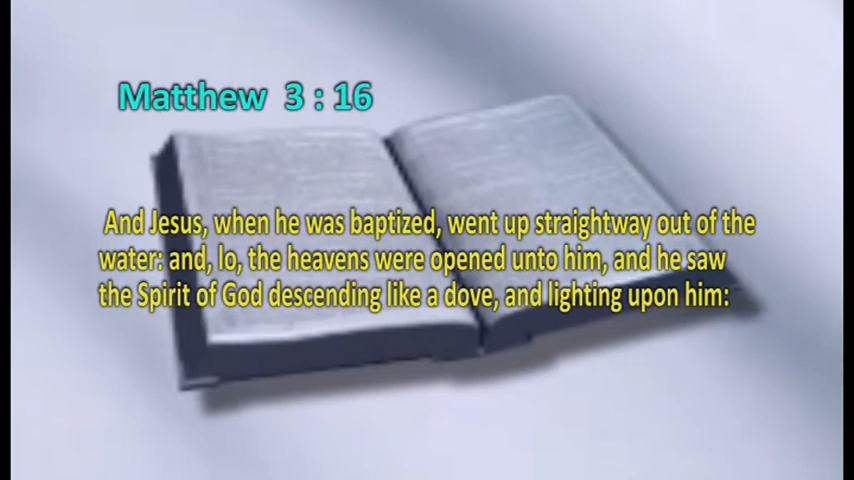 Matthew 3 : 16
And Jesus, when he was baptized, went up straightway out of the
water: and, lo, the heavens were opened unto him, and he saw
the Spirit of God descending like a dove, and lighting upon him: